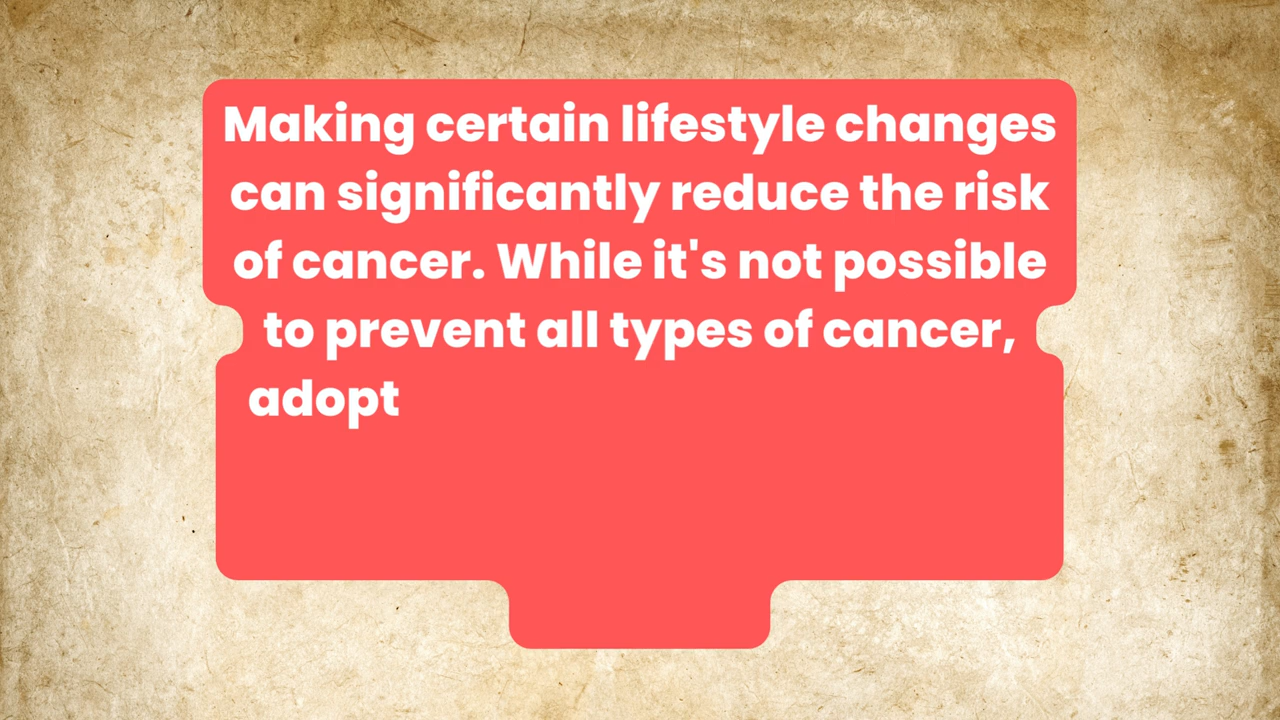 Making certain lifestyle changes
can significantly reduce the risk
of cancer. While it's not possible
to prevent all types of cancer,
adopt